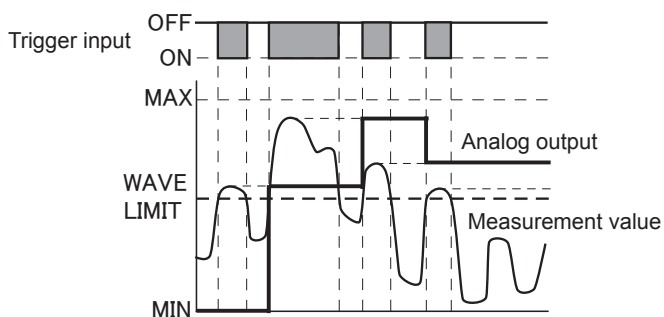 OFF
Trigger input
ON
MAX
Analog output
WAVE
LIMIT
Measurement value
MIN